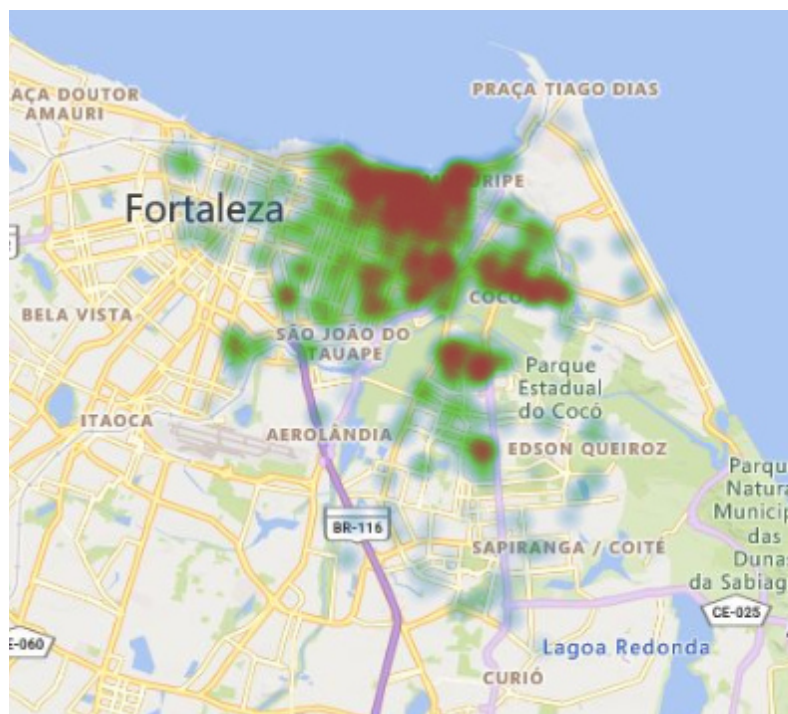 PRAÇA TIAGO DIAS
AÇA DOUTOR
AMAURI
URIPE
Fortaleza
COCO
BELA VISTA
SÃO JOÃO DO
TAUAPE
Parque
Estadual
do Cocó
ITAOCA
AEROLÂNDIA
EDSON QUEIROZ
Parqu
Natura
Municip
das
Dunas
da Sabiag
BR-116
SAPIRANGA / COITÉ
CE-025
E-060
Lagoa Redonda
CURIÓ